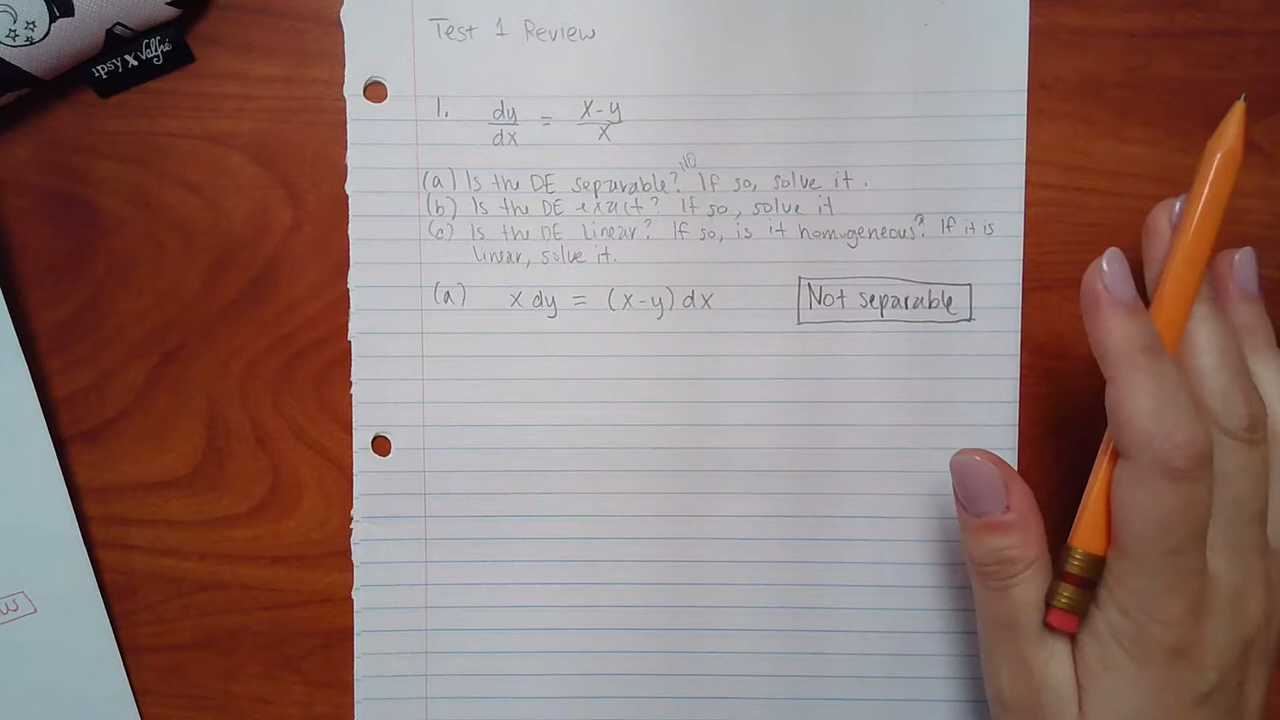 ipsy x Valfré
Test 1 Review
1. dy/dx = x-y/x
(a) Is the DE separable? NO If so, solve it.
(b) Is the DE exact? If so, solve it
(c) Is the DE linear? If so, is it homogeneous? If it is
linear, solve it.
(a) x dy = (x-y) dx Not separable